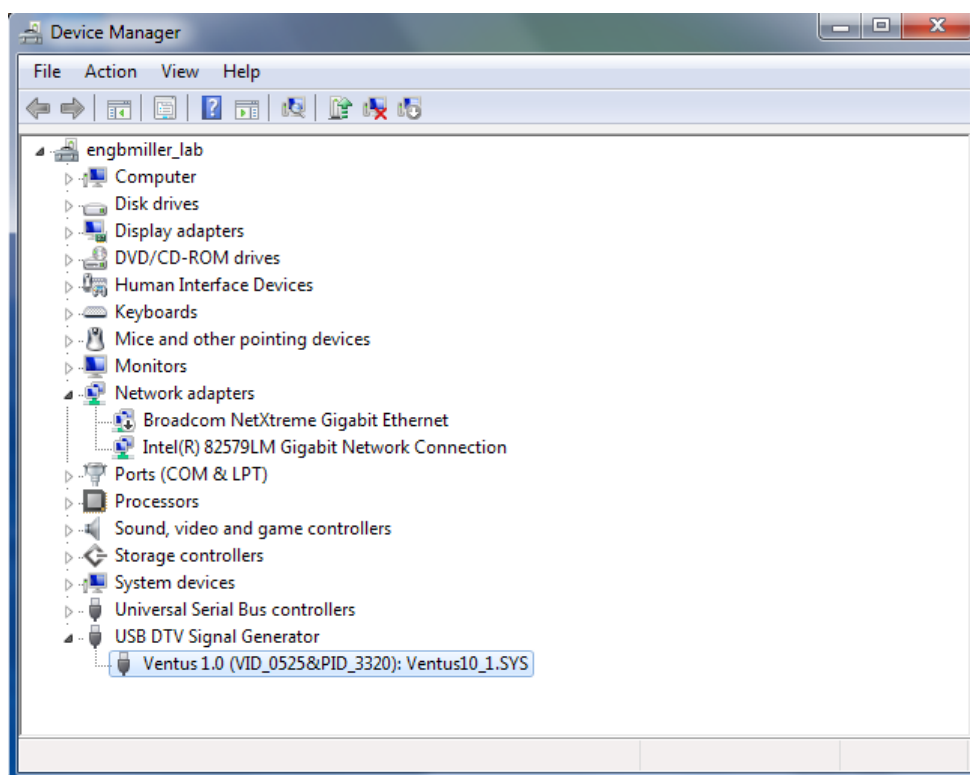 Device Manager
File Action View Help
engbmiller_lab
Computer
Disk drives
Display adapters
DVD/CD-ROM drives
Human Interface Devices
Keyboards
Mice and other pointing devices
Monitors
Network adapters
Broadcom NetXtreme Gigabit Ethernet
Intel(R) 82579LM Gigabit Network Connection
Ports (COM & LPT)
Processors
Sound, video and game controllers
Storage controllers
System devices
Universal Serial Bus controllers
USB DTV Signal Generator
Ventus 1.0 (VID_0525&PID_3320): Ventus10_1.SYS